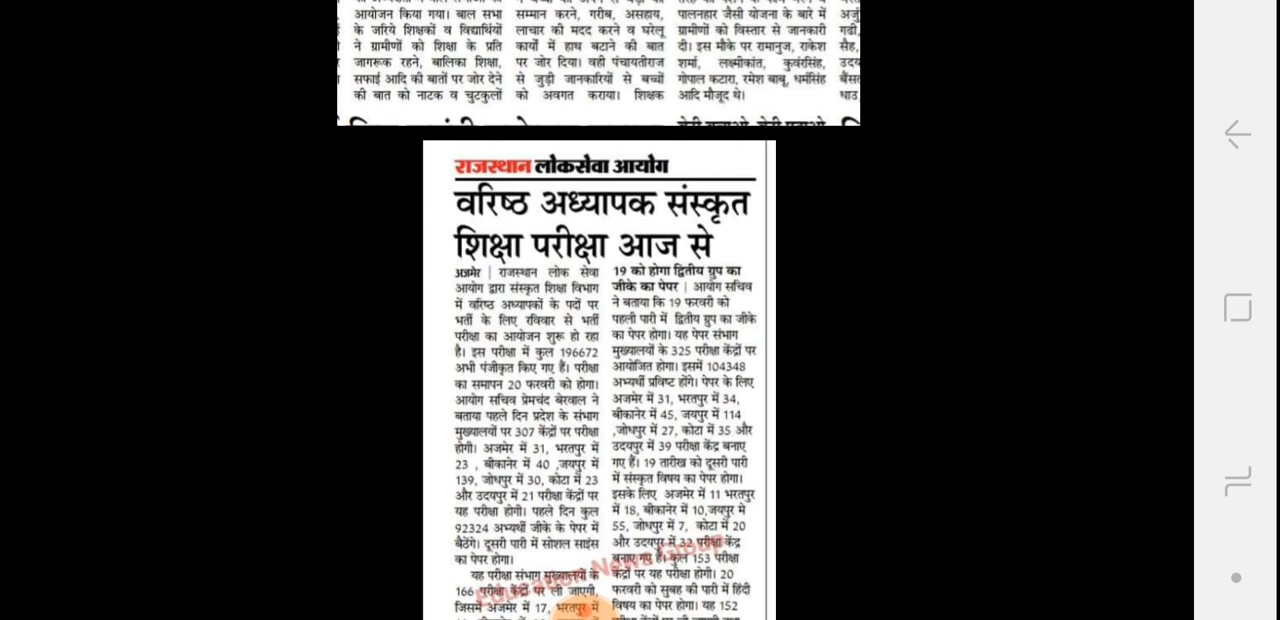 आयोजन किया गया। बाल सभा
के जरिये शिक्षकों व विद्यार्थियों
ने ग्रामीणों को शिक्षा के प्रति
जागरूक रहने, बालिका शिक्षा,
सफाई आदि की बातों पर जोर देने
की बात को नाटक व चुटकुलों
सम्मान करने, गरीब, असहाय,
लाचार की मदद करने व घरेलू
कार्यों में हाथ बटाने की बात
पर जोर दिया। वही पंचायतीराज
से जुड़ी जानकारियों से बच्चों
को अवगत कराया। शिक्षक
पालनहार जैसी योजना के बारे में
ग्रामीणों को विस्तार से जानकारी
दी। इस मौके पर रामानुज, राकेश
शर्मा, लक्ष्मीकांत, कुवंरसिंह,
गोपाल कटारा, रमेश बाबू, धर्मसिंह
आदि मौजूद थे।
राजस्थान लोकसेवा आयोग
वरिष्ठ अध्यापक संस्कृत
शिक्षा परीक्षा आज से
अजमेर | राजस्थान लोक सेवा
आयोग द्वारा संस्कृत शिक्षा विभाग
में वरिष्ठ अध्यापकों के पदों पर
भर्ती के लिए रविवार से भर्ती
परीक्षा का आयोजन शुरू हो रहा
है। इस परीक्षा में कुल 196672
अभी पंजीकृत किए गए हैं। परीक्षा
का समापन 20 फरवरी को होगा।
आयोग सचिव प्रेमचंद बेरवाल ने
बताया पहले दिन प्रदेश के संभाग
मुख्यालयों पर 307 केंद्रों पर परीक्षा
होगी। अजमेर में 31, भरतपुर में
23 , बीकानेर में 40 ,जयपुर में
139, जोधपुर में 30, कोटा में 23
और उदयपुर में 21 परीक्षा केंद्रों पर
यह परीक्षा होगी। पहले दिन कुल
92324 अभ्यर्थी जीके के पेपर में
बैठेंगे। दूसरी पारी में सोशल साइंस
का पेपर होगा।
यह परीक्षा संभाग मुख्यालयों के
166 परीक्षा केंद्रों पर ली जाएगी,
जिसमें अजमेर में 17, भरतपुर में
19 को होगा द्वितीय ग्रुप का
जीके का पेपर | आयोग सचिव
ने बताया कि 19 फरवरी को
पहली पारी में द्वितीय ग्रुप का जीके
का पेपर होगा। यह पेपर संभाग
मुख्यालयों के 325 परीक्षा केंद्रों पर
आयोजित होगा। इसमें 104348
अभ्यर्थी प्रविष्ट होंगे। पेपर के लिए
अजमेर में 31, भरतपुर में 34,
बीकानेर में 45, जयपुर में 114
,जोधपुर में 27, कोटा में 35 और
उदयपुर में 39 परीक्षा केंद्र बनाए
गए हैं। 19 तारीख को दूसरी पारी
में संस्कृत विषय का पेपर होगा।
इसके लिए अजमेर में 11 भरतपुर
में 18, बीकानेर में 10,जयपुर मे
55, जोधपुर में 7, कोटा में 20
और उदयपुर में 32 परीक्षा केंद्र
बनाए गए हैं। कुल 153 परीक्षा
केंद्रों पर यह परीक्षा होगी। 20
फरवरी को सुबह की पारी में हिंदी
विषय का पेपर होगा। यह 152
Education News Group